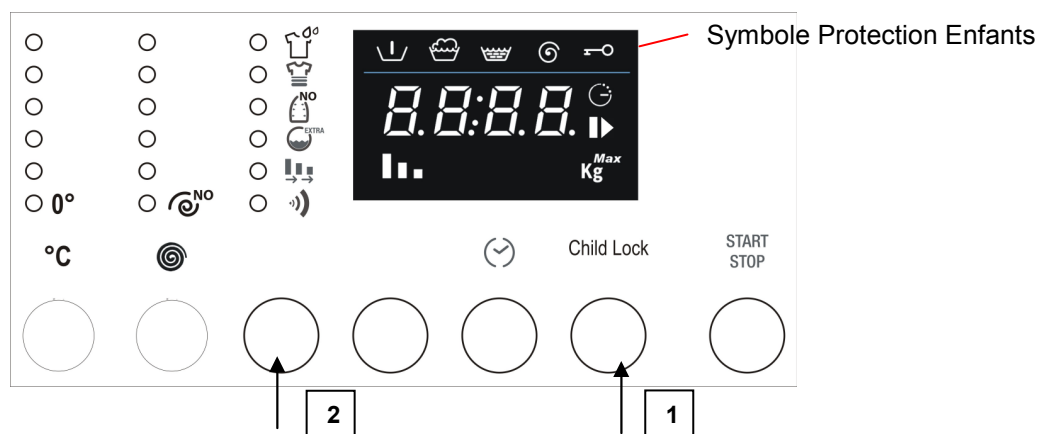 Symbole Protection Enfants
NO
EXTRA
8.8:8.8.
Max
Kg
0°
NO
°C
Child Lock
START
STOP
2
1